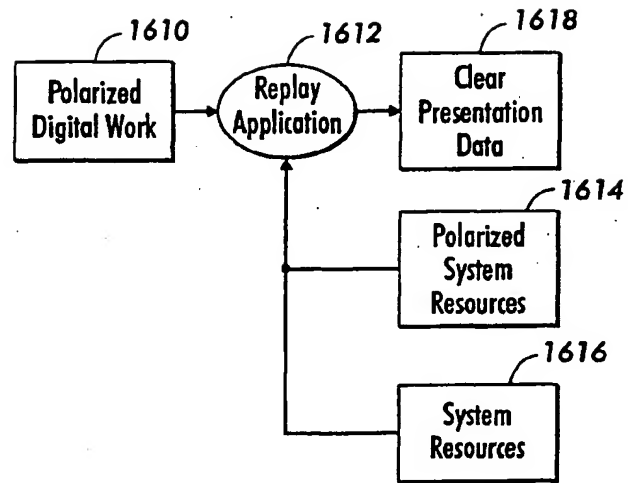 1610
Polarized
Digital Work
1612
Replay
Application
1618
Clear
Presentation
Data
1614
Polarized
System
Resources
1616
System
Resources